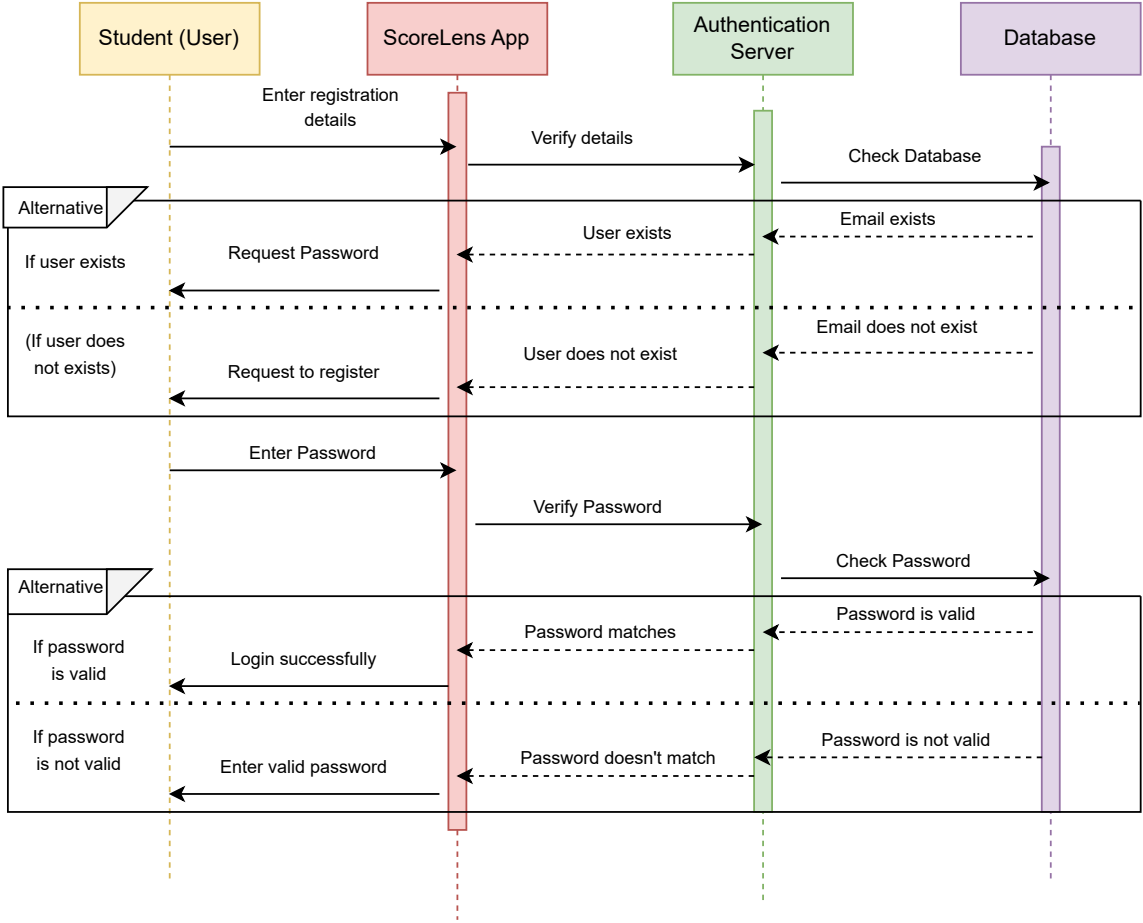 Student (User)
ScoreLens App
Authentication
Server
Database
Enter registration
details
Verify details
Check Database
Alternative
Email exists
User exists
Request Password
If user exists
Email does not exist
(If user does
not exists)
User does not exist
Request to register
Enter Password
Verify Password
Check Password
Alternative
Password is valid
Password matches
If password
is valid
Login successfully
If password
is not valid
Password is not valid
Password doesn't match
Enter valid password